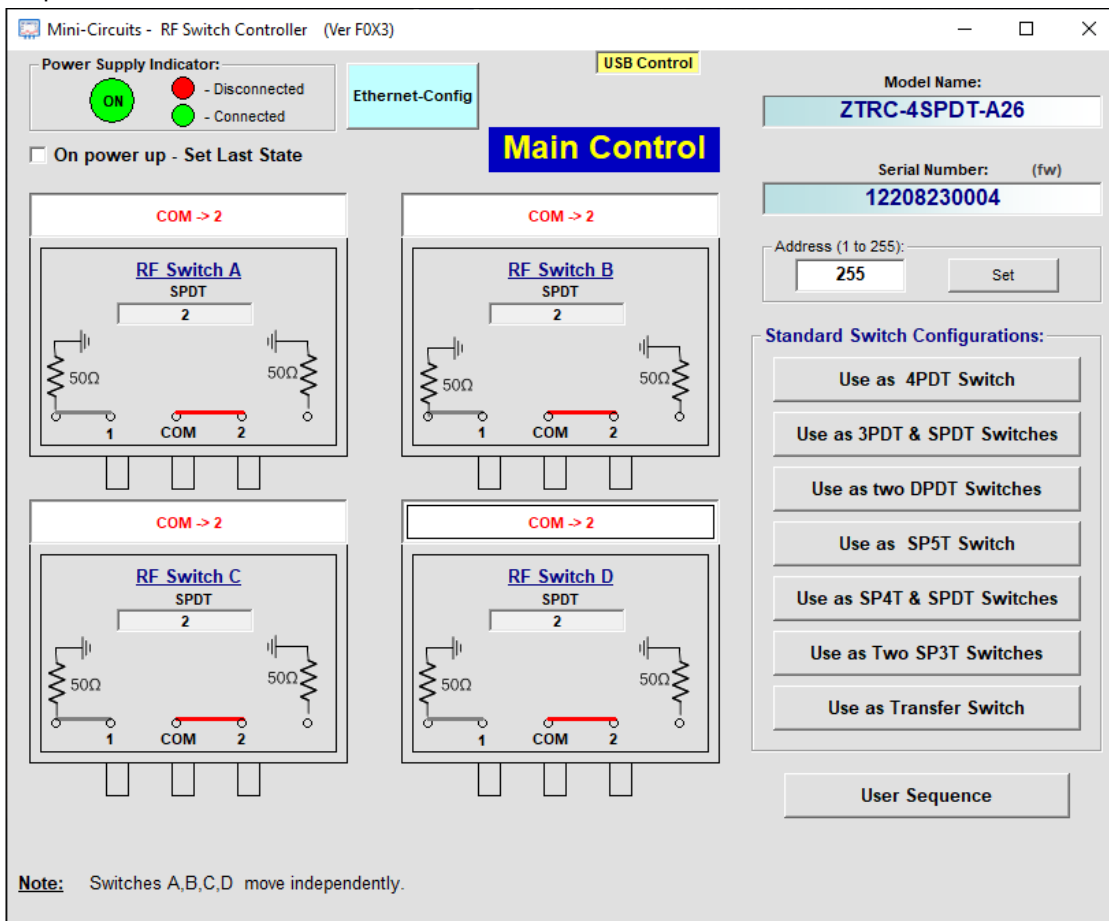 Mini-Circuits - RF Switch Controller (Ver F0X3)
Power Supply Indicator:
ON
- Disconnected
- Connected
Ethernet-Config
USB Control
Model Name:
ZTRC-4SPDT-A26
On power up - Set Last State
Main Control
Serial Number: (fw)
12208230004
COM -> 2
COM -> 2
Address (1 to 255):
255
Set
RF Switch A
SPDT
2
50Ω
50Ω
1 COM 2
RF Switch B
SPDT
2
50Ω
50Ω
1 COM 2
Standard Switch Configurations:
Use as 4PDT Switch
Use as 3PDT & SPDT Switches
Use as two DPDT Switches
Use as SP5T Switch
Use as SP4T & SPDT Switches
Use as Two SP3T Switches
Use as Transfer Switch
User Sequence
COM -> 2
COM -> 2
RF Switch C
SPDT
2
50Ω
50Ω
1 COM 2
RF Switch D
SPDT
2
50Ω
50Ω
1 COM 2
Note: Switches A,B,C,D move independently.